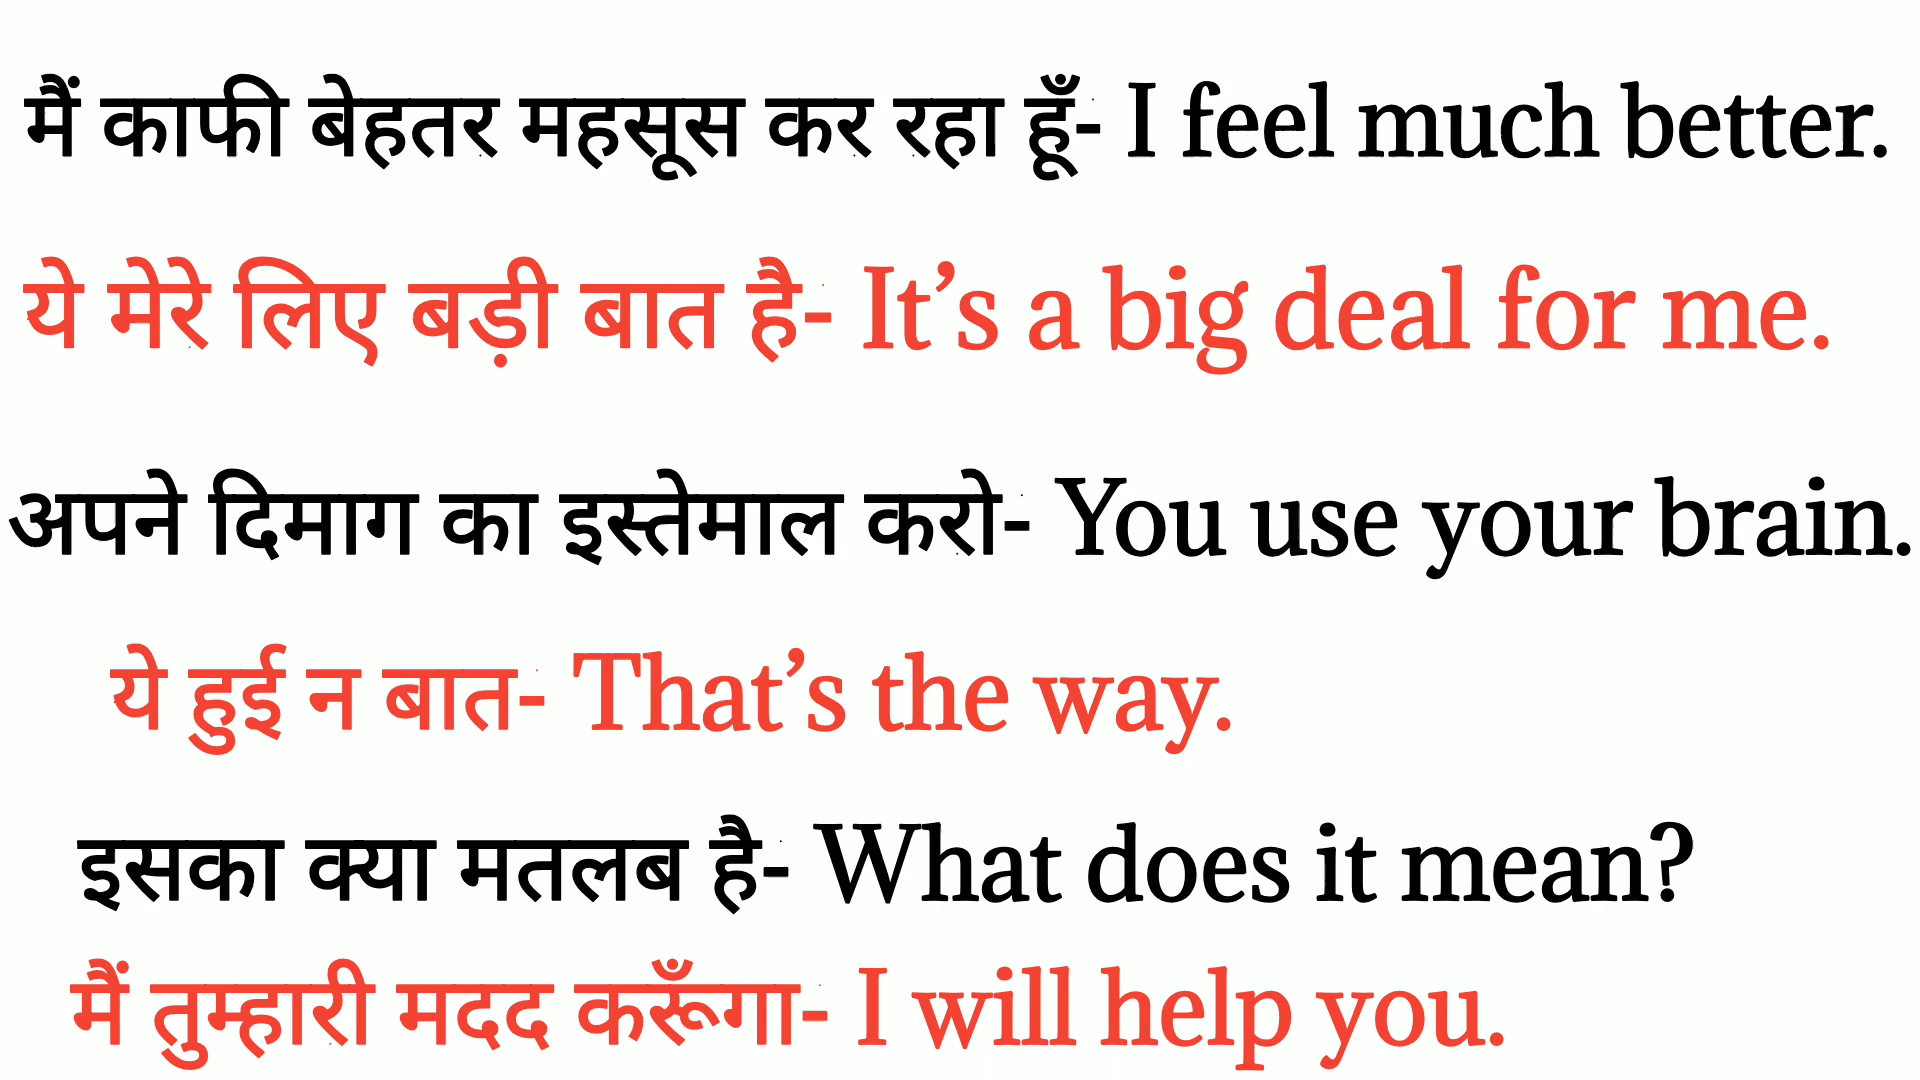 मैं काफी बेहतर महसूस कर रहा हूँ- I feel much better.
ये मेरे लिए बड़ी बात है- It’s a big deal for me.
अपने दिमाग का इस्तेमाल करो- You use your brain.
ये हुई न बात- That’s the way.
इसका क्या मतलब है- What does it mean?
मैं तुम्हारी मदद करूँगा- I will help you.